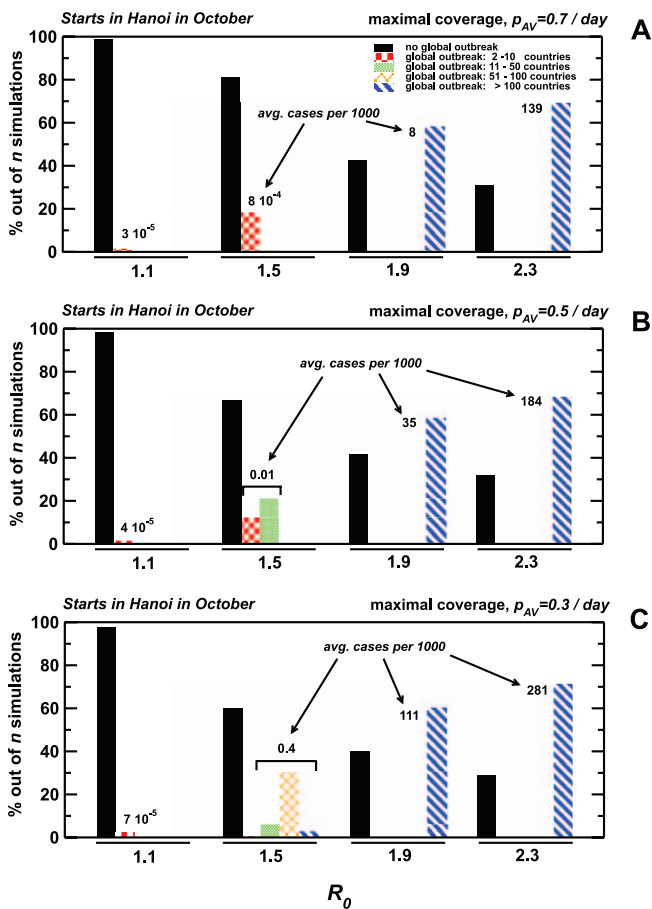 Starts in Hanoi in October maximal coverage, pAV=0.7 / day A
no global outbreak
global outbreak: 2 -10 countries
global outbreak: 11 - 50 countries
global outbreak: 51 - 100 countries
global outbreak: > 100 countries
% out of n simulations
100
80
60
40
20
0
avg. cases per 1000
3 10-5
8 10-4
8
139
1.1 1.5 1.9 2.3
Starts in Hanoi in October maximal coverage, pAV=0.5 / day B
% out of n simulations
100
80
60
40
20
0
avg. cases per 1000
4 10-5
0.01
35
184
1.1 1.5 1.9 2.3
Starts in Hanoi in October maximal coverage, pAV=0.3 / day C
% out of n simulations
100
80
60
40
20
0
avg. cases per 1000
7 10-5
0.4
111
281
1.1 1.5 1.9 2.3
R0